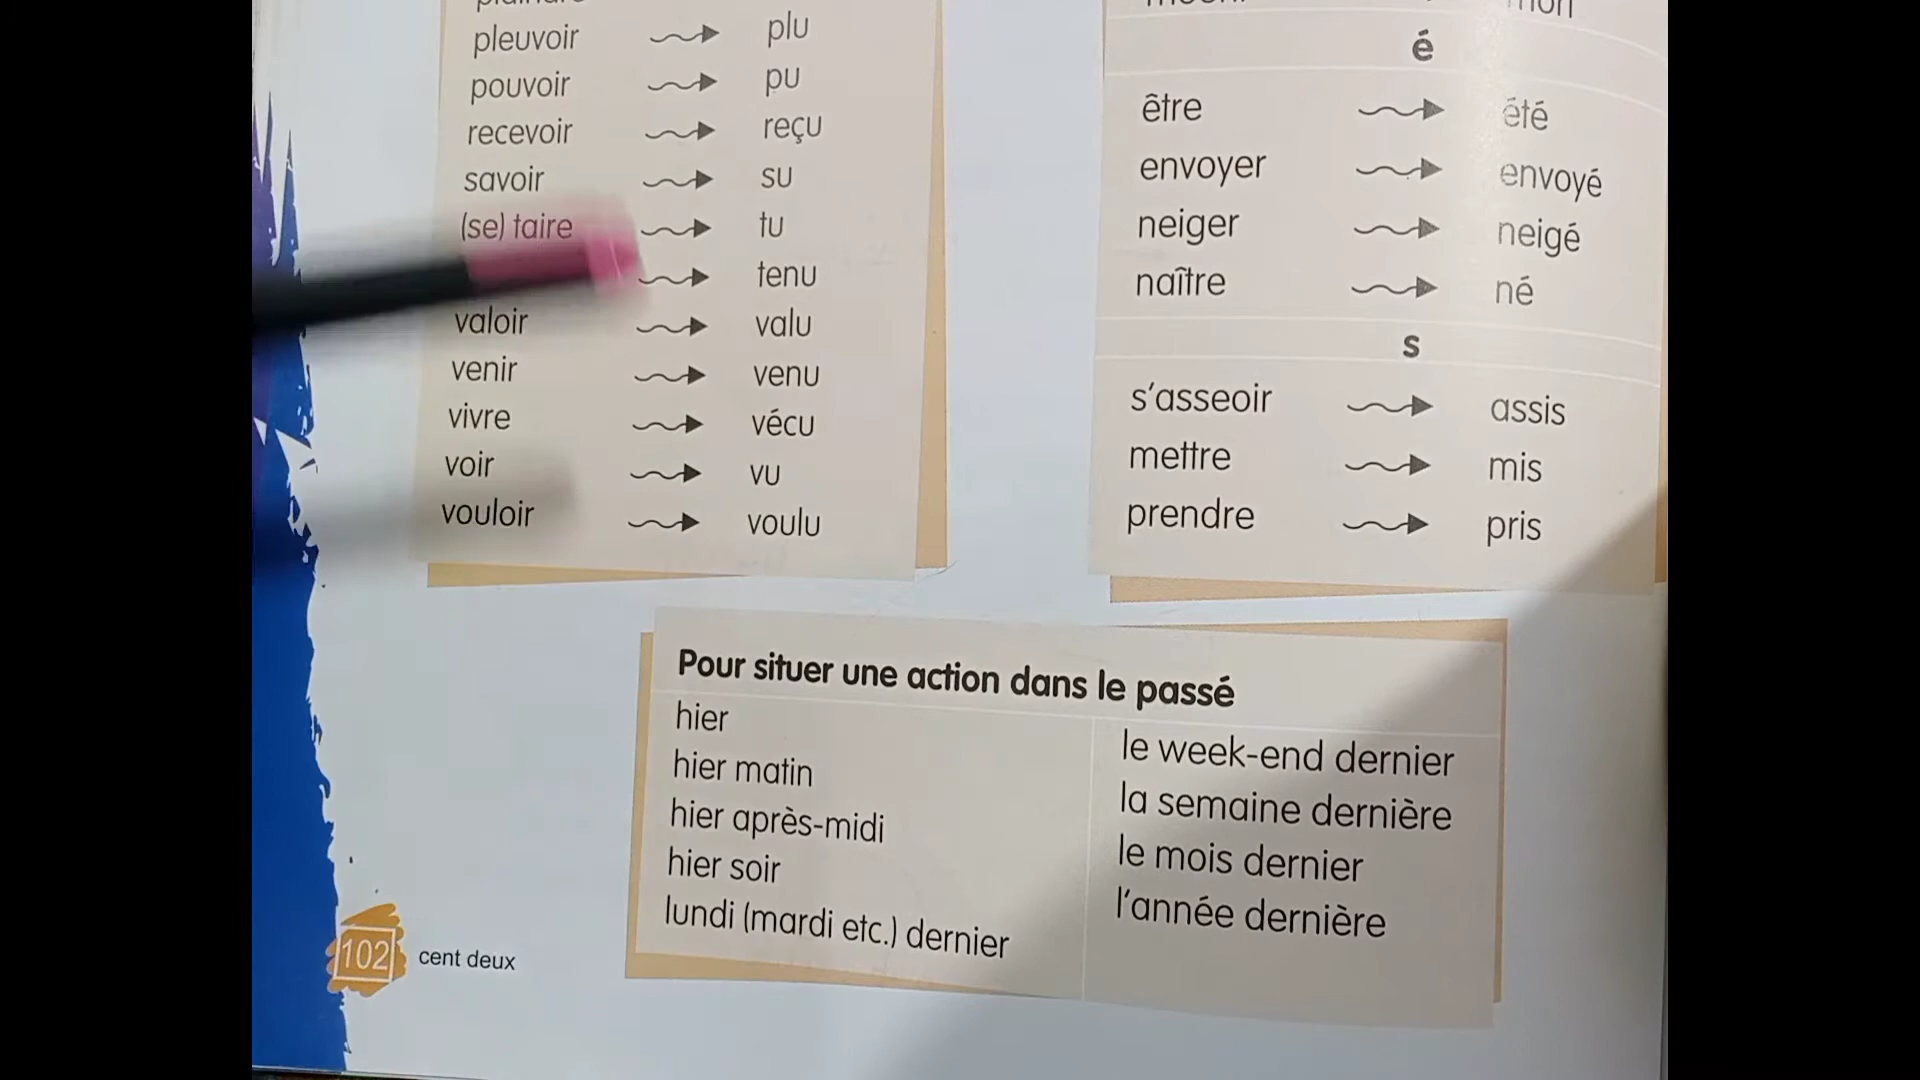 pleuvoir plu
pouvoir pu
recevoir reçu
savoir su
(se) taire tu
tenu
valoir valu
venir venu
vivre vécu
voir vu
vouloir voulu
é
être été
envoyer envoyé
neiger neigé
naître né
s
s'asseoir assis
mettre mis
prendre pris
Pour situer une action dans le passé
hier
hier matin
hier après-midi
hier soir
lundi (mardi etc.) dernier
le week-end dernier
la semaine dernière
le mois dernier
l'année dernière
102 cent deux